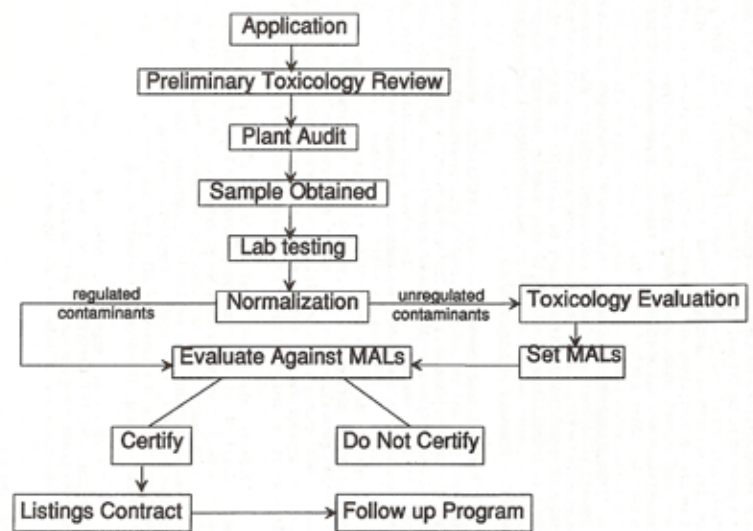 Application
Preliminary Toxicology Review
Plant Audit
Sample Obtained
Lab testing
regulated
contaminants
Normalization
unregulated
contaminants
Toxicology Evaluation
Evaluate Against MALs
Set MALs
Certify
Do Not Certify
Listings Contract
Follow up Program